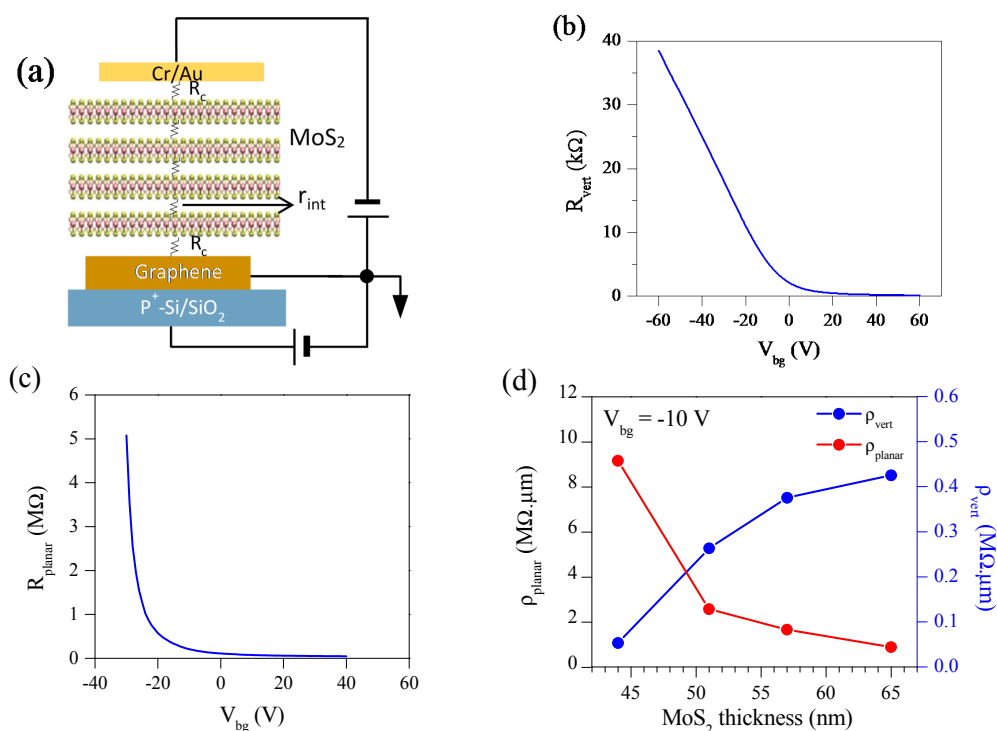 (a)
Cr/Au
R_c
MoS₂
r_int
R_c
Graphene
P⁺-Si/SiO₂
(b)
40
30
20
10
0
R_vert (kΩ)
-60 -40 -20 0 20 40 60
V_bg (V)
(c)
6
5
4
3
2
1
0
R_planar (MΩ)
-40 -20 0 20 40 60
V_bg (V)
(d)
V_bg = -10 V
ρ_vert
ρ_planar
12
10
8
6
4
2
0
ρ_planar (MΩ.μm)
0.6
0.5
0.4
0.3
0.2
0.1
0.0
ρ_vert (MΩ.μm)
45 50 55 60 65
MoS₂ thickness (nm)